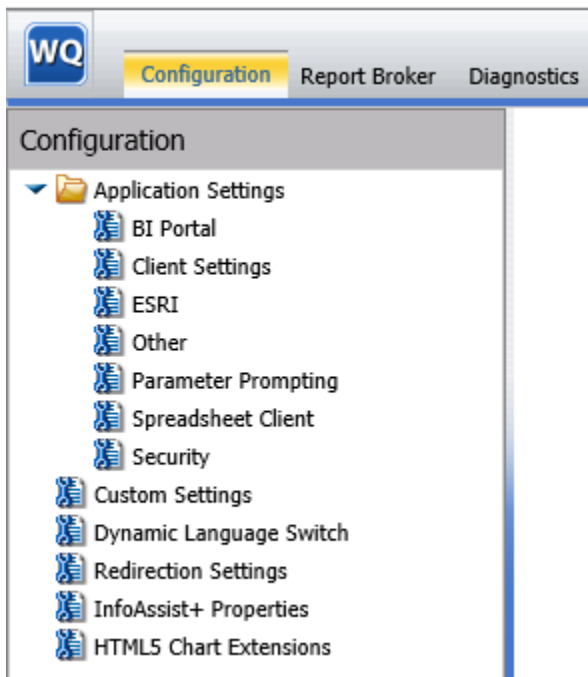 WQ
Configuration Report Broker Diagnostics
Configuration
Application Settings
BI Portal
Client Settings
ESRI
Other
Parameter Prompting
Spreadsheet Client
Security
Custom Settings
Dynamic Language Switch
Redirection Settings
InfoAssist+ Properties
HTML5 Chart Extensions